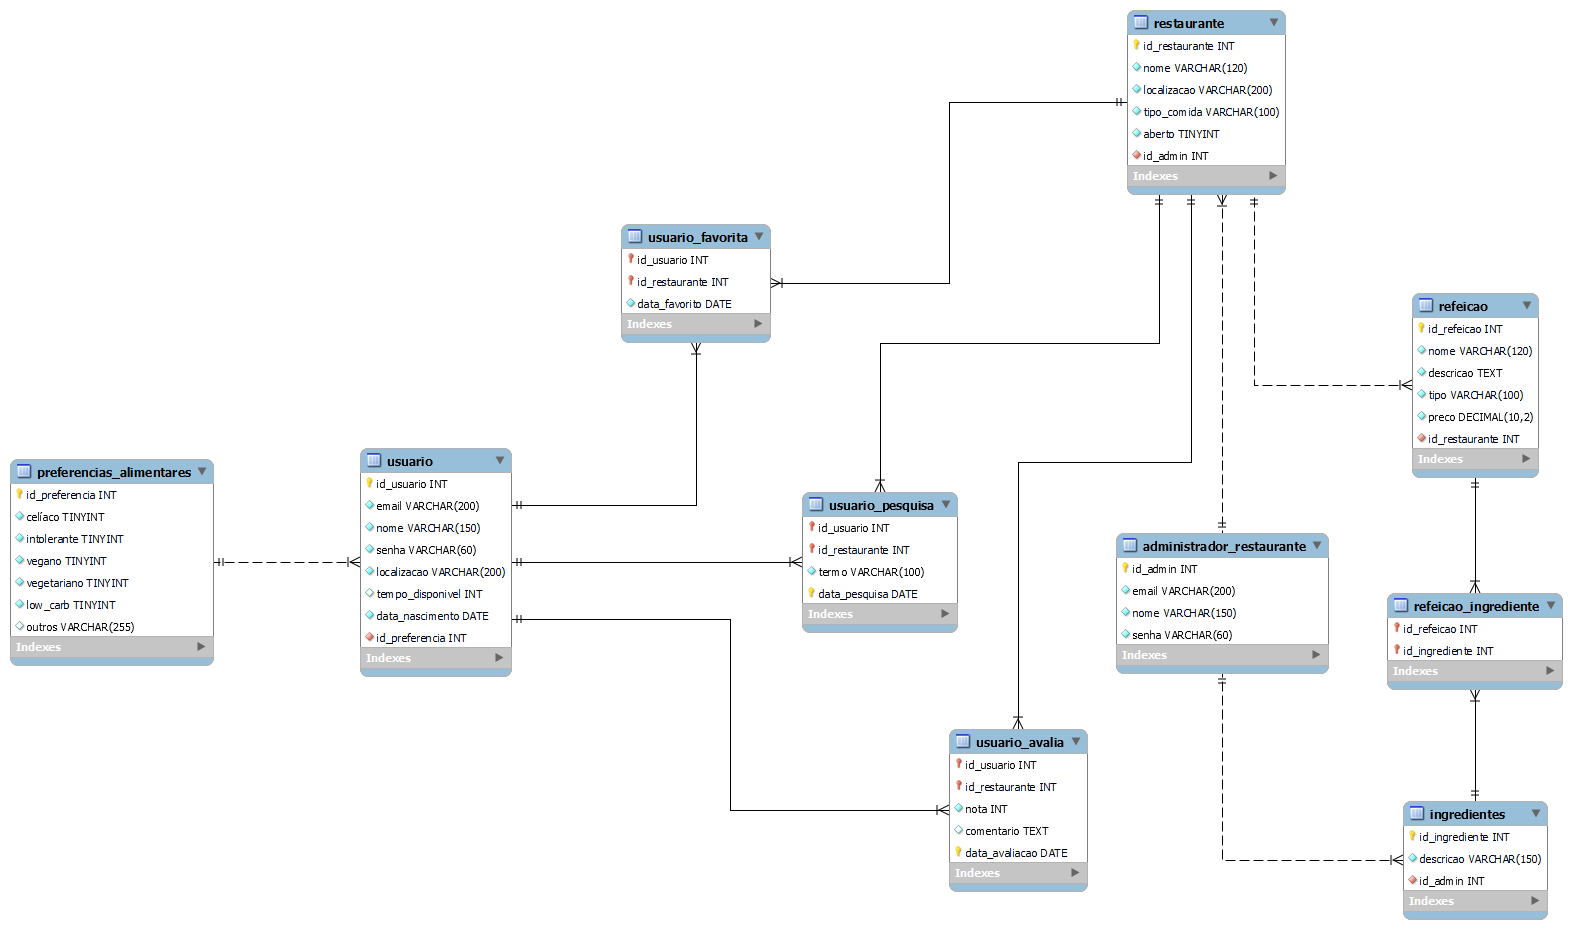 restaurante
id_restaurante INT
nome VARCHAR(120)
localizacao VARCHAR(200)
tipo_comida VARCHAR(100)
aberto TINYINT
id_admin INT
Indexes
usuario_favorita
id_usuario INT
id_restaurante INT
data_favorito DATE
Indexes
refeicao
id_refeicao INT
nome VARCHAR(120)
descricao TEXT
tipo VARCHAR(100)
preco DECIMAL(10,2)
id_restaurante INT
Indexes
preferencias_alimentares
id_preferencia INT
celíaco TINYINT
intolerante TINYINT
vegano TINYINT
vegetariano TINYINT
low_carb TINYINT
outros VARCHAR(255)
Indexes
usuario
id_usuario INT
email VARCHAR(200)
nome VARCHAR(150)
senha VARCHAR(60)
localizacao VARCHAR(200)
tempo_disponivel INT
data_nascimento DATE
id_preferencia INT
Indexes
usuario_pesquisa
id_usuario INT
id_restaurante INT
termo VARCHAR(100)
data_pesquisa DATE
Indexes
administrador_restaurante
id_admin INT
email VARCHAR(200)
nome VARCHAR(150)
senha VARCHAR(60)
Indexes
refeicao_ingrediente
id_refeicao INT
id_ingrediente INT
Indexes
usuario_avalia
id_usuario INT
id_restaurante INT
nota INT
comentario TEXT
data_avaliacao DATE
Indexes
ingredientes
id_ingrediente INT
descricao VARCHAR(150)
id_admin INT
Indexes